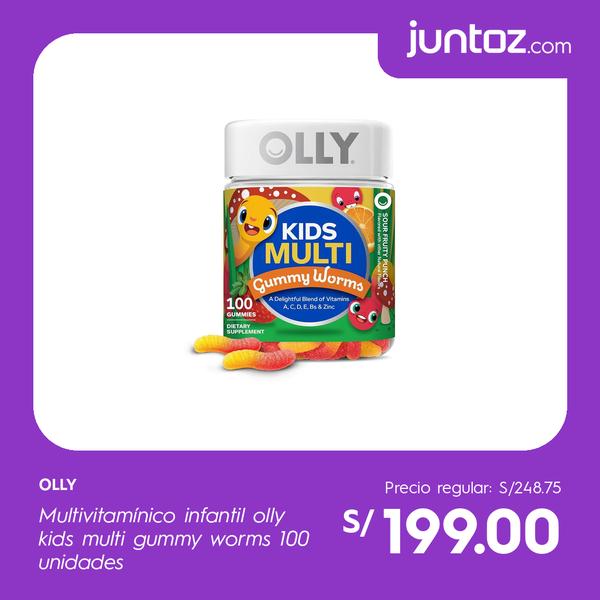 juntoz.com
OLLY.
KIDS
MULTI
Gummy Worms
A Delightful Blend of Vitamins
A, C, D, E, Bs & Zinc
100
GUMMIES
DIETARY
SUPPLEMENT
SOUR FRUITY PUNCH
OLLY
Multivitamínico infantil olly
kids multi gummy worms 100
unidades
Precio regular: S/248.75
S/199.00